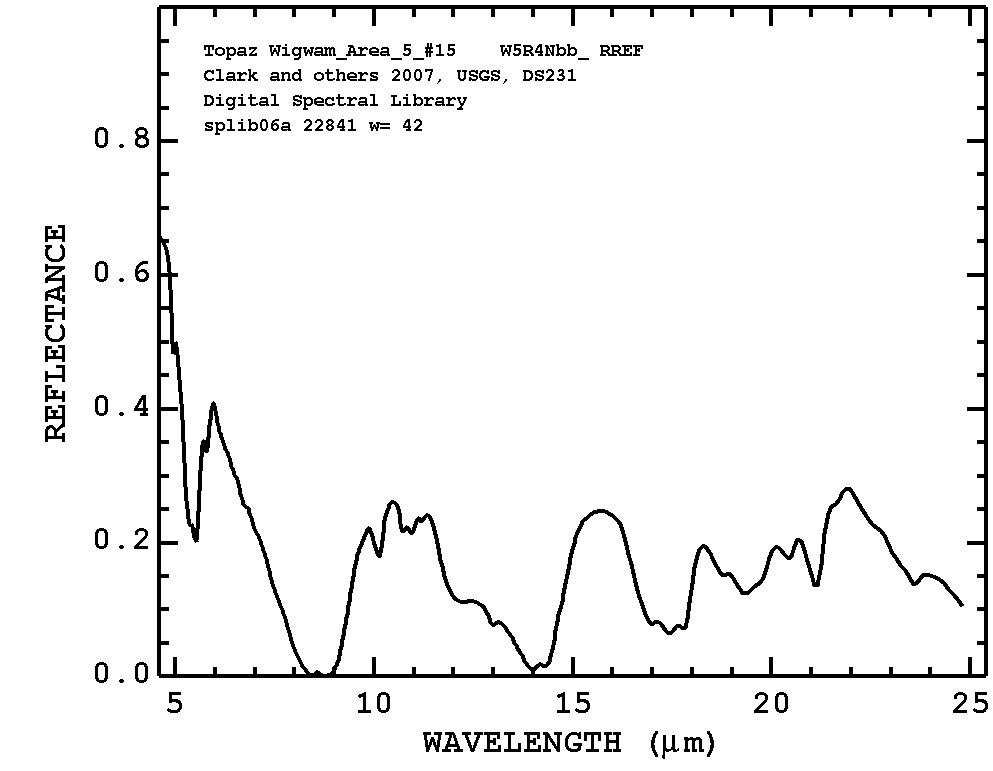 Topaz Wigwam_Area_5_#15 W5R4Nbb_ RREF
Clark and others 2007, USGS, DS231
Digital Spectral Library
splib06a 22841 w= 42
REFLECTANCE
0.8
0.6
0.4
0.2
0.0
5 10 15 20 25
WAVELENGTH (μm)